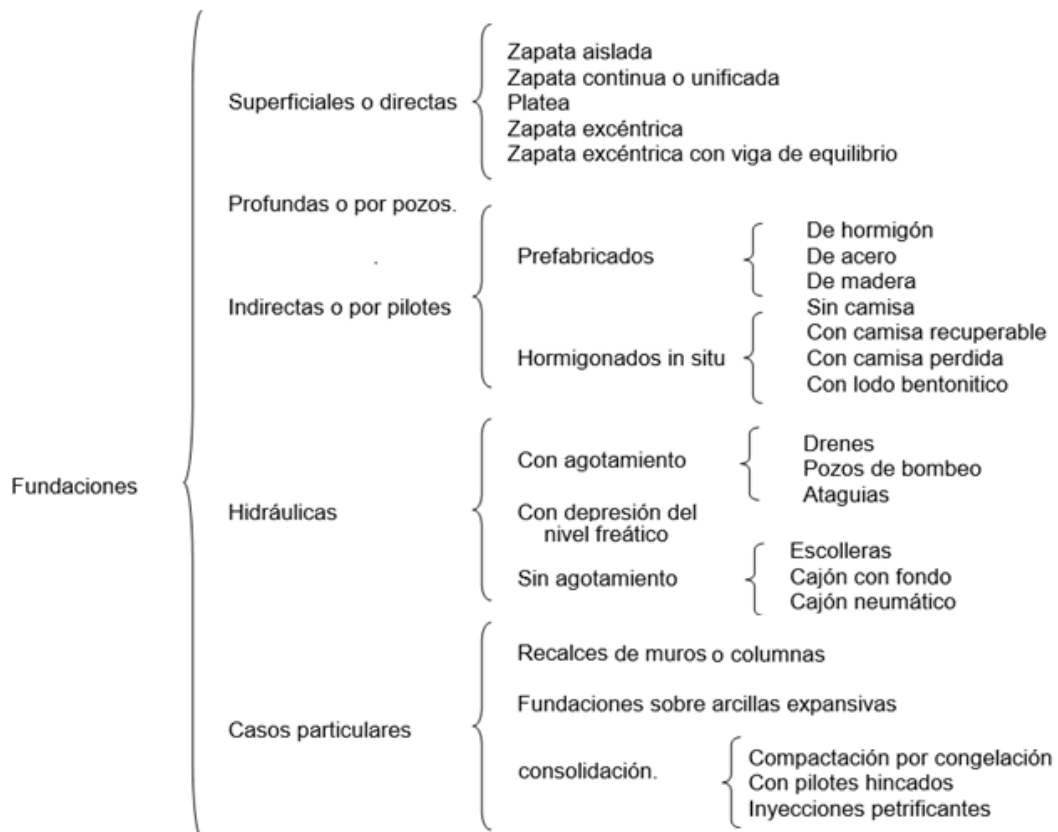 Fundaciones
Superficiales o directas
Zapata aislada
Zapata continua o unificada
Platea
Zapata excéntrica
Zapata excéntrica con viga de equilibrio
Profundas o por pozos.
.
Indirectas o por pilotes
Prefabricados
De hormigón
De acero
De madera
Hormigonados in situ
Sin camisa
Con camisa recuperable
Con camisa perdida
Con lodo bentonitico
Hidráulicas
Con agotamiento
Drenes
Pozos de bombeo
Ataguias
Con depresión del
nivel freático
Sin agotamiento
Escolleras
Cajón con fondo
Cajón neumático
Casos particulares
Recalces de muros o columnas
Fundaciones sobre arcillas expansivas
consolidación.
Compactación por congelación
Con pilotes hincados
Inyecciones petrificantes